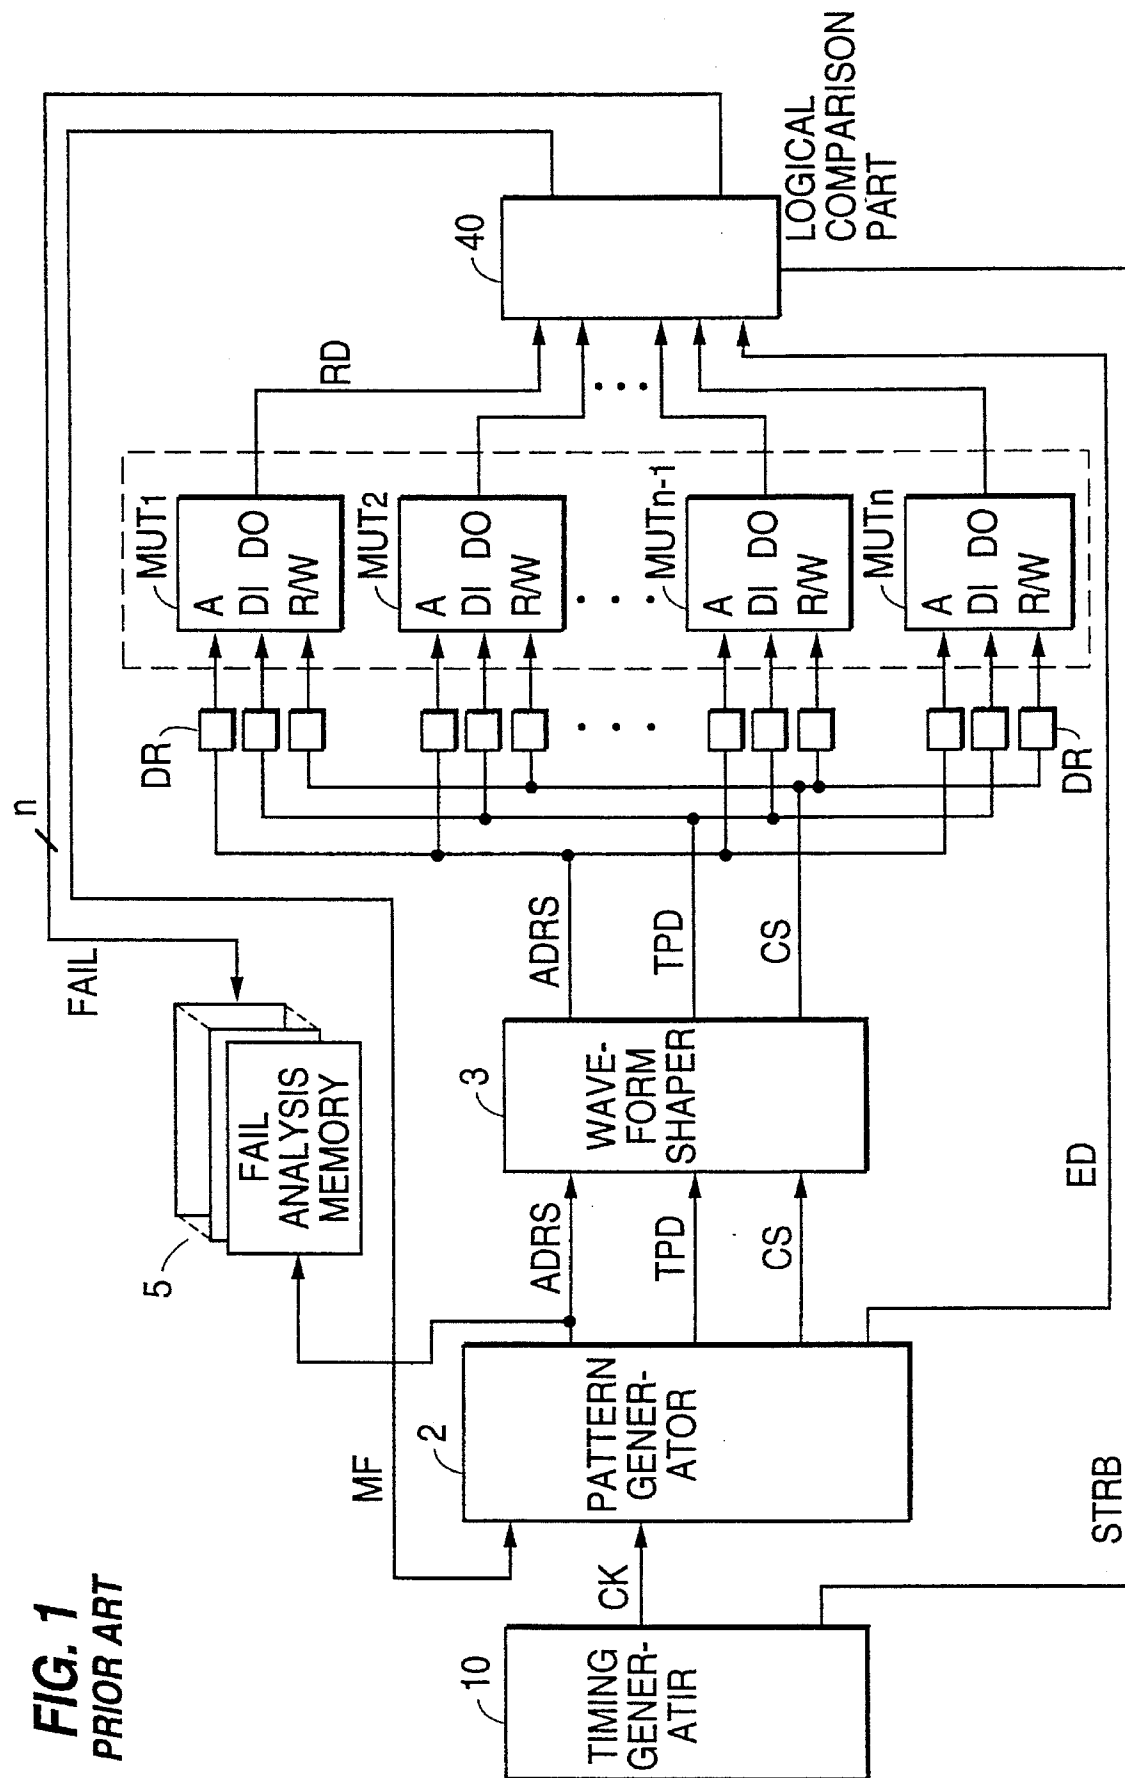 FIG. 1
PRIOR ART
10
TIMING
GENER-
ATIR
CK
STRB
2
PATTERN
GENER-
ATOR
MF
ADRS
TPD
CS
ED
5
FAIL
ANALYSIS
MEMORY
FAIL
n
3
WAVE-
FORM
SHAPER
ADRS
TPD
CS
DR
DR
MUT1
A
DI DO
R/W
MUT2
A
DI DO
R/W
MUTn-1
A
DI DO
R/W
MUTn
A
DI DO
R/W
RD
40
LOGICAL
COMPARISON
PART